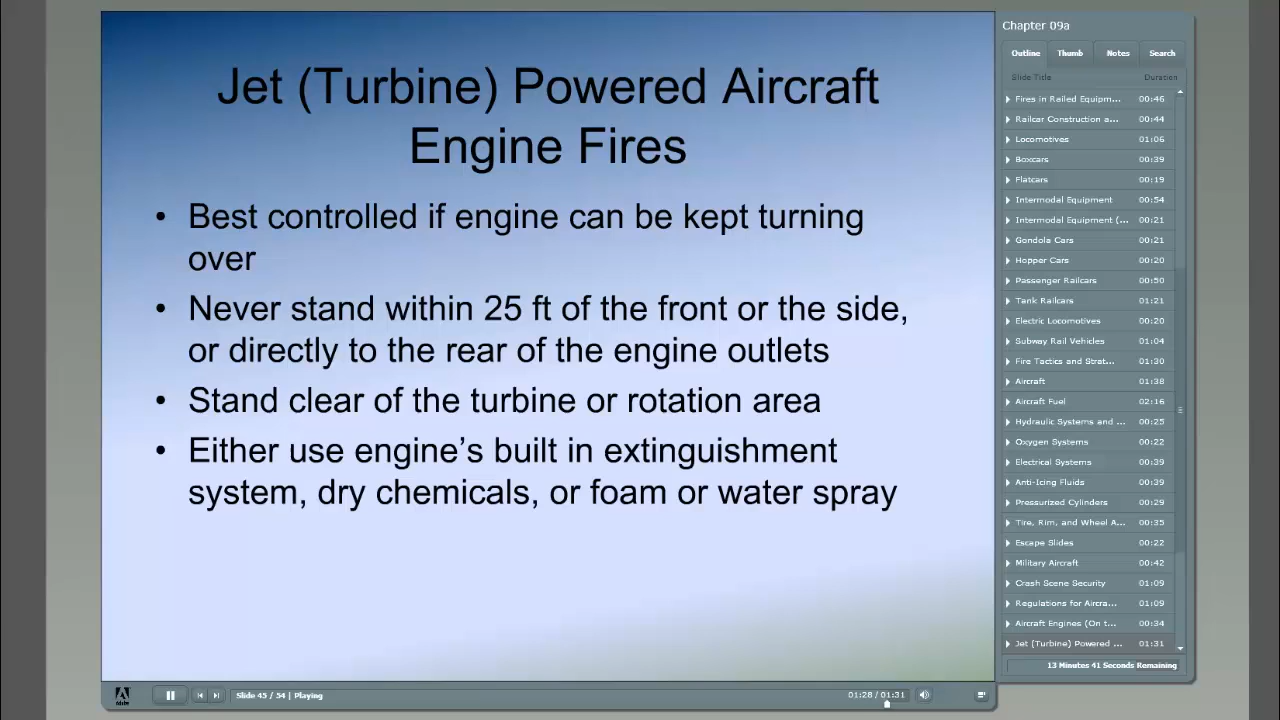 Jet (Turbine) Powered Aircraft
Engine Fires
• Best controlled if engine can be kept turning
over
• Never stand within 25 ft of the front or the side,
or directly to the rear of the engine outlets
• Stand clear of the turbine or rotation area
• Either use engine’s built in extinguishment
system, dry chemicals, or foam or water spray
Chapter 09a
Outline Thumb Notes Search
Slide Title Duration
Fires in Railed Equipm... 00:46
Railcar Construction a... 00:44
Locomotives 01:06
Boxcars 00:39
Flatcars 00:19
Intermodal Equipment 00:54
Intermodal Equipment (... 00:21
Gondola Cars 00:21
Hopper Cars 00:20
Passenger Railcars 00:50
Tank Railcars 01:21
Electric Locomotives 00:20
Subway Rail Vehicles 01:04
Fire Tactics and Strat... 01:30
Aircraft 01:38
Aircraft Fuel 02:16
Hydraulic Systems and ... 00:25
Oxygen Systems 00:22
Electrical Systems 00:39
Anti-Icing Fluids 00:39
Pressurized Cylinders 00:29
Tire, Rim, and Wheel A... 00:35
Escape Slides 00:22
Military Aircraft 00:42
Crash Scene Security 01:09
Regulations for Aircra... 01:09
Aircraft Engines (On t... 00:34
Jet (Turbine) Powered ... 01:31
13 Minutes 41 Seconds Remaining
Adobe
Slide 45 / 54 | Playing
01:28 / 01:31